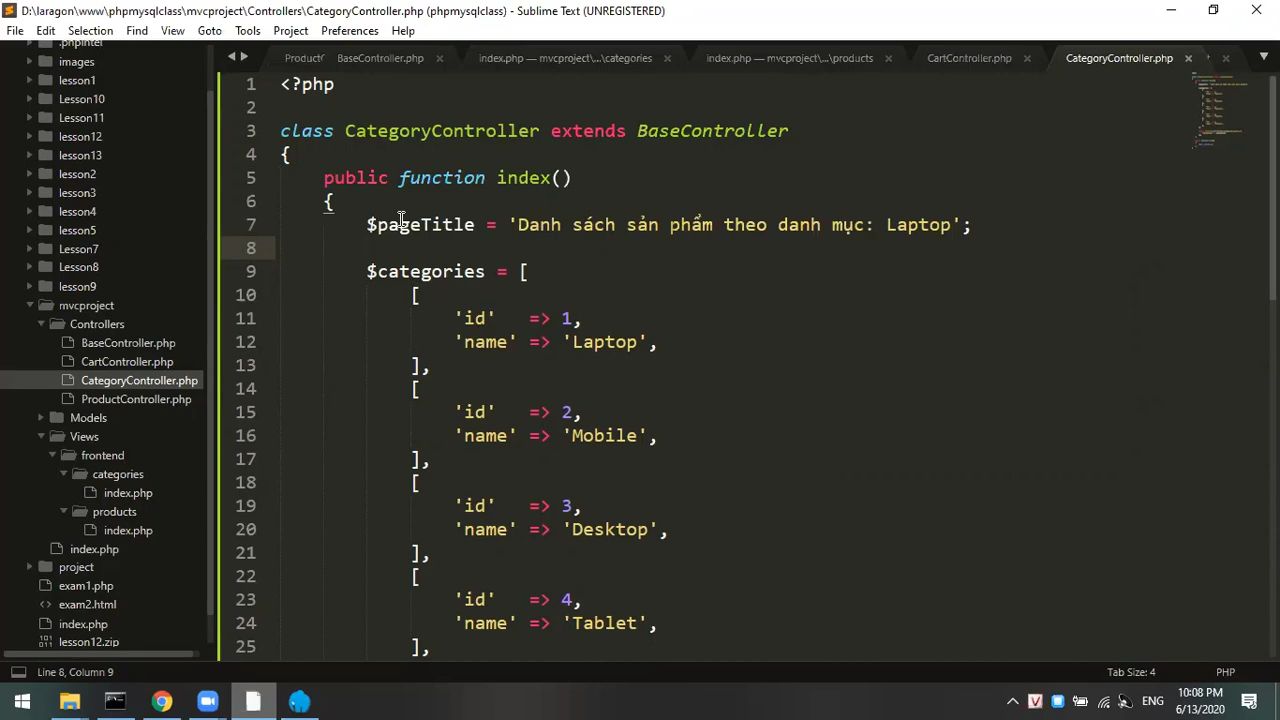 D:\laragon\www\phpmysqlclass\mvcproject\Controllers\CategoryController.php (phpmysqlclass) - Sublime Text (UNREGISTERED)
File Edit Selection Find View Goto Tools Project Preferences Help
BaseController.php index.php — mvcproject\...\categories index.php — mvcproject\...\products CartController.php CategoryController.php
.phpintel
images
lesson1
Lesson10
Lesson11
lesson12
lesson13
lesson2
lesson3
lesson4
lesson5
Lesson7
Lesson8
lesson9
mvcproject
Controllers
BaseController.php
CartController.php
CategoryController.php
ProductController.php
Models
Views
frontend
categories
index.php
products
index.php
index.php
project
exam1.php
exam2.html
index.php
lesson12.zip
1 <?php
2
3 class CategoryController extends BaseController
4 {
5 public function index()
6 {
7 $pageTitle = 'Danh sách sản phẩm theo danh mục: Laptop';
8
9 $categories = [
10 [
11 'id' => 1,
12 'name' => 'Laptop',
13 ],
14 [
15 'id' => 2,
16 'name' => 'Mobile',
17 ],
18 [
19 'id' => 3,
20 'name' => 'Desktop',
21 ],
22 [
23 'id' => 4,
24 'name' => 'Tablet',
25 ],
Line 8, Column 9 Tab Size: 4 PHP
ENG 10:08 PM
6/13/2020